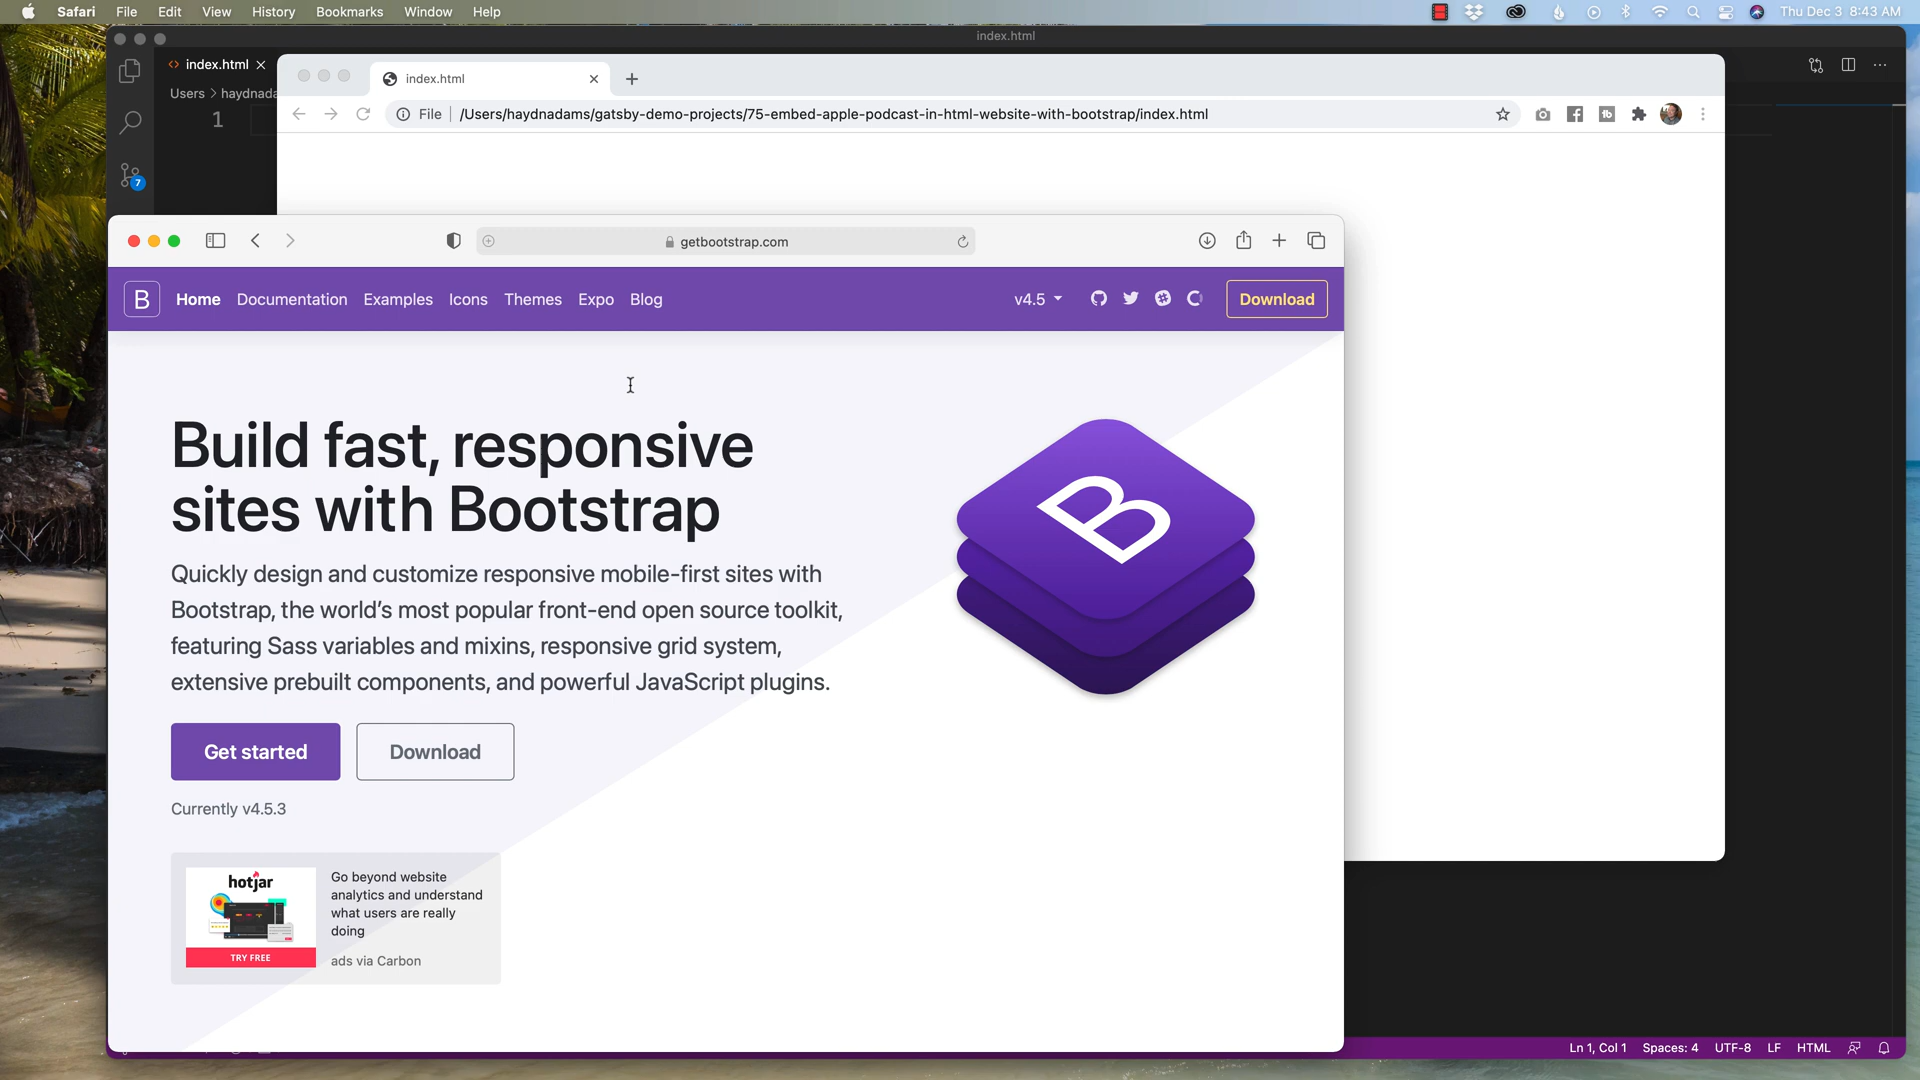 Safari File Edit View History Bookmarks Window Help
Thu Dec 3 8:43 AM
index.html
index.html
Users > haydnada
1
7
index.html
File /Users/haydnadams/gatsby-demo-projects/75-embed-apple-podcast-in-html-website-with-bootstrap/index.html
getbootstrap.com
B Home Documentation Examples Icons Themes Expo Blog v4.5 Download
Build fast, responsive
sites with Bootstrap
B
Quickly design and customize responsive mobile-first sites with
Bootstrap, the world's most popular front-end open source toolkit,
featuring Sass variables and mixins, responsive grid system,
extensive prebuilt components, and powerful JavaScript plugins.
Get started Download
Currently v4.5.3
hotjar
TRY FREE
Go beyond website
analytics and understand
what users are really
doing
ads via Carbon
Ln 1, Col 1 Spaces: 4 UTF-8 LF HTML